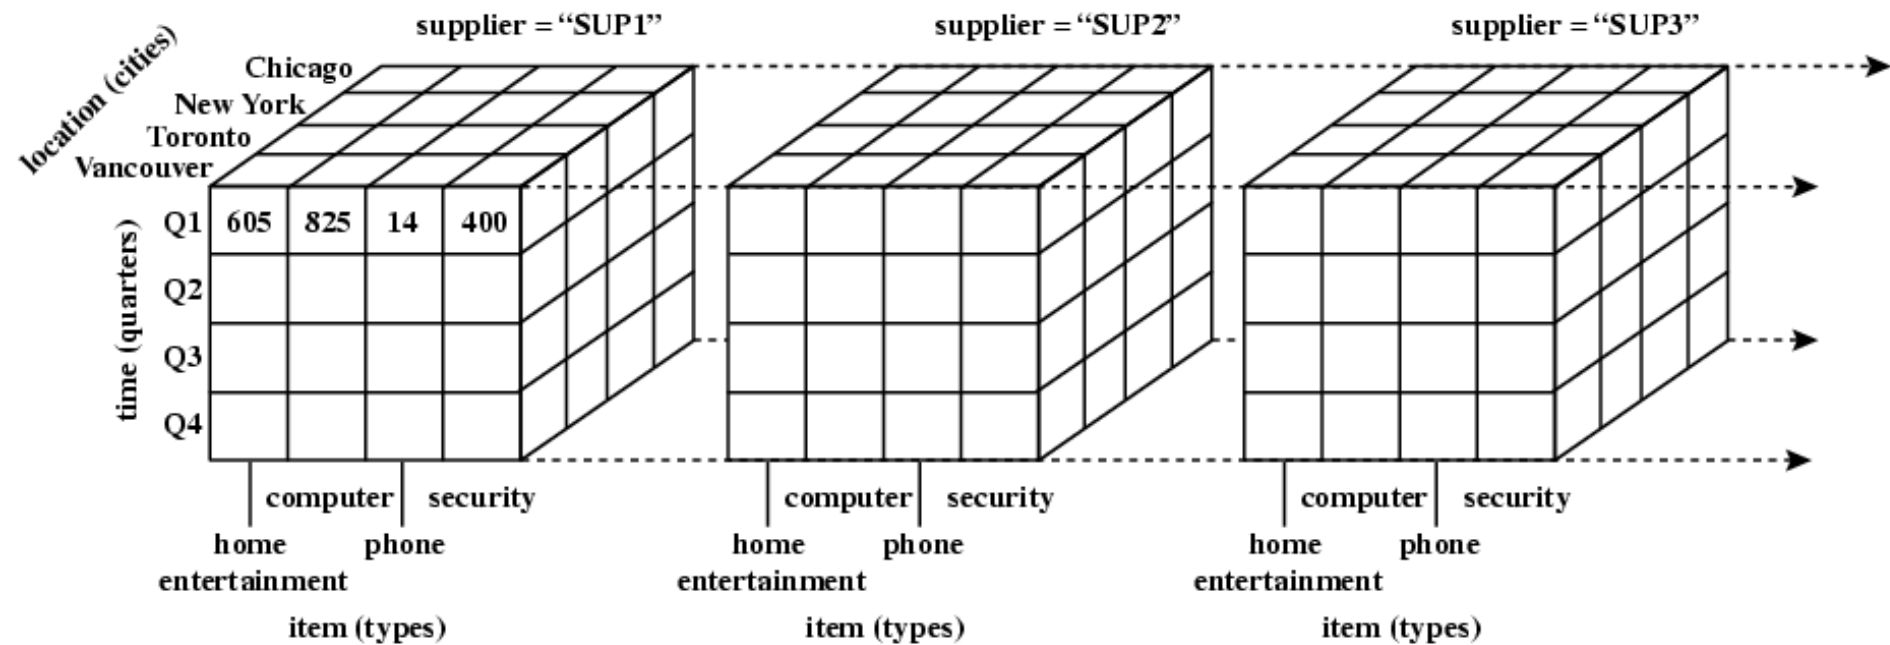 supplier = “SUP1”
supplier = “SUP2”
supplier = “SUP3”
location (cities)
Chicago
New York
Toronto
Vancouver
time (quarters)
Q1 605 825 14 400
Q2
Q3
Q4
computer security
home phone
entertainment
item (types)
computer security
home phone
entertainment
item (types)
computer security
home phone
entertainment
item (types)